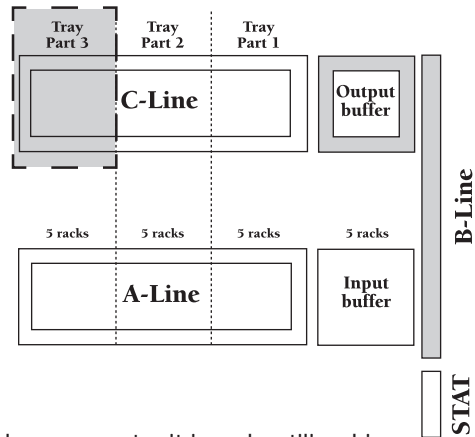 Tray Part 3
Tray Part 2
Tray Part 1
C-Line
Output buffer
B-Line
5 racks
5 racks
5 racks
5 racks
A-Line
Input buffer
STAT